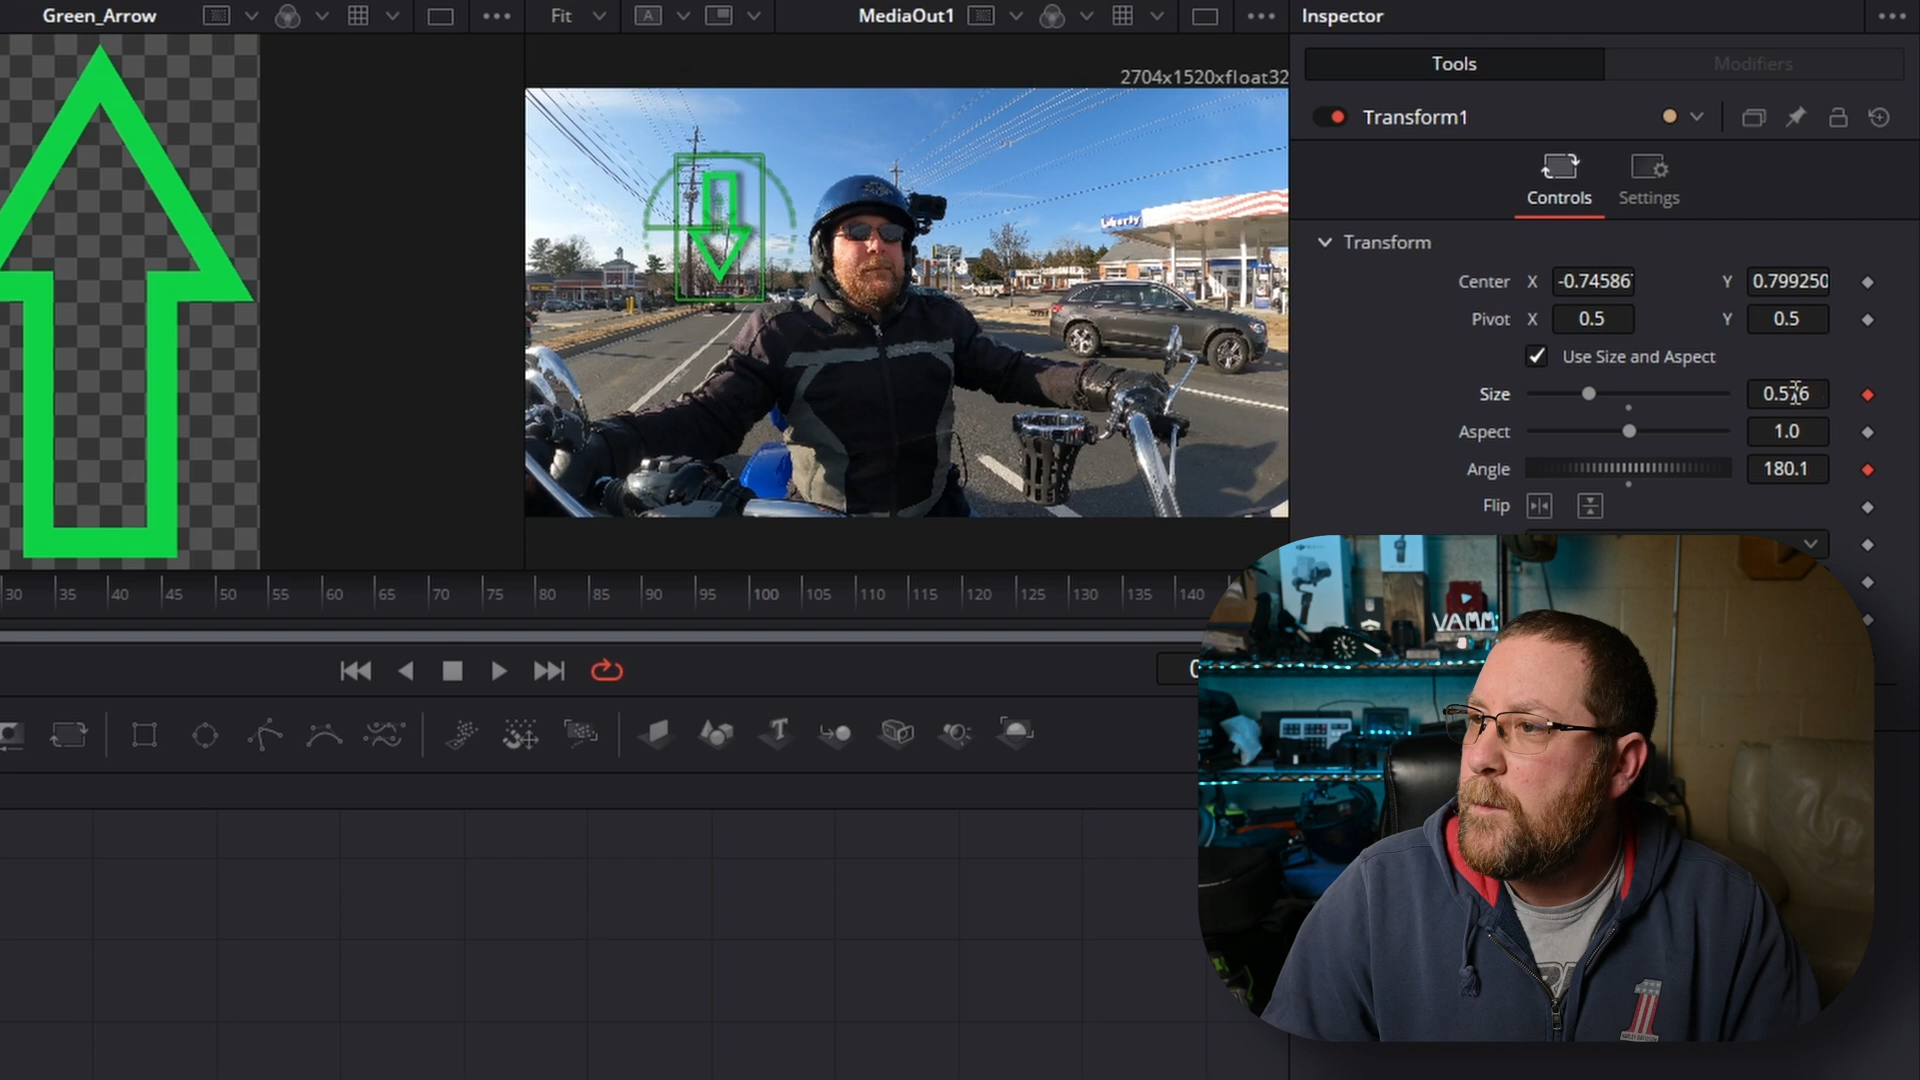 Green_Arrow
Fit
A
MediaOut1
Inspector
2704x1520xfloat32
Tools
Modifiers
Transform1
Controls
Settings
Liberty
Transform
Center X -0.74586 Y 0.799250
Pivot X 0.5 Y 0.5
Use Size and Aspect
Size
Aspect 1.0
Angle 180.1
Flip
30 35 40 45 50 55 60 65 70 75 80 85 90 95 100 105 110 115 120 125 130 135 140
VAMM
T
1